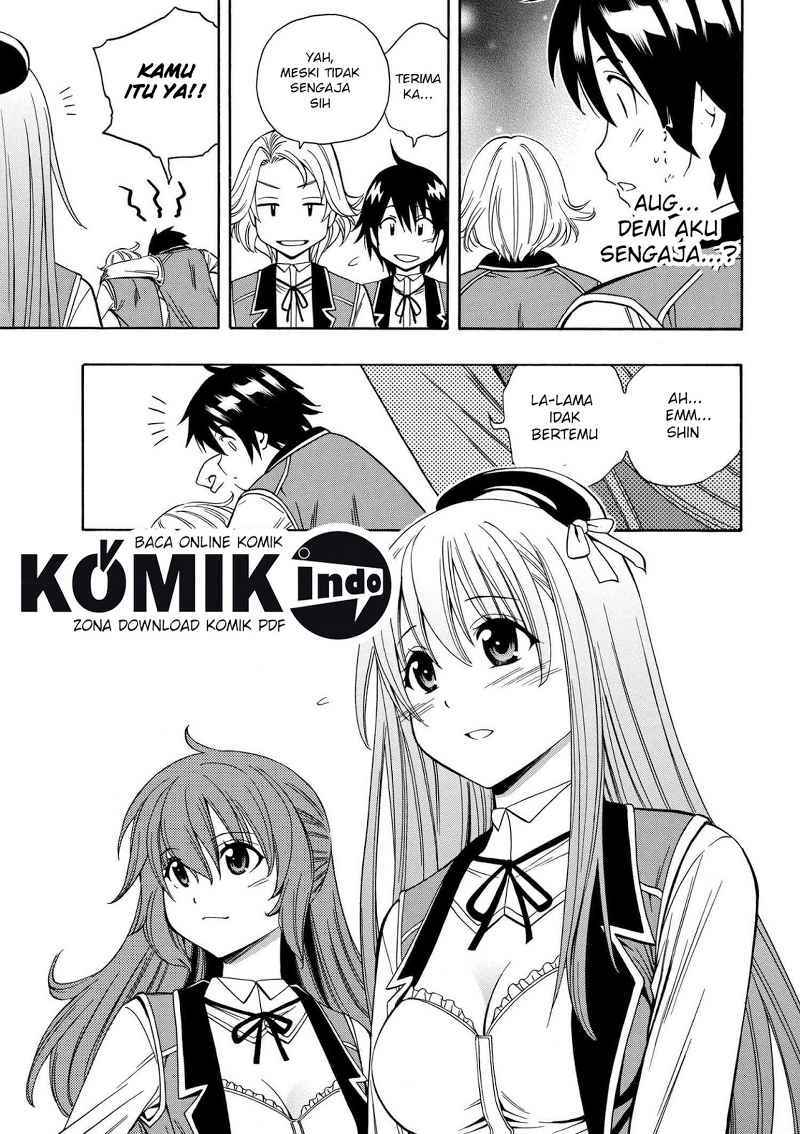 AUG...
DEMI AKU
SENGAJA...?
TERIMA
KA...
YAH,
MESKI TIDAK
SENGAJA
SIH
KAMU
ITU YA!!
AH...
EMM...
SHIN
LA-LAMA
IDAK
BERTEMU
BACA ONLINE KOMIK
KOMIK Indo
ZONA DOWNLOAD KOMIK PDF